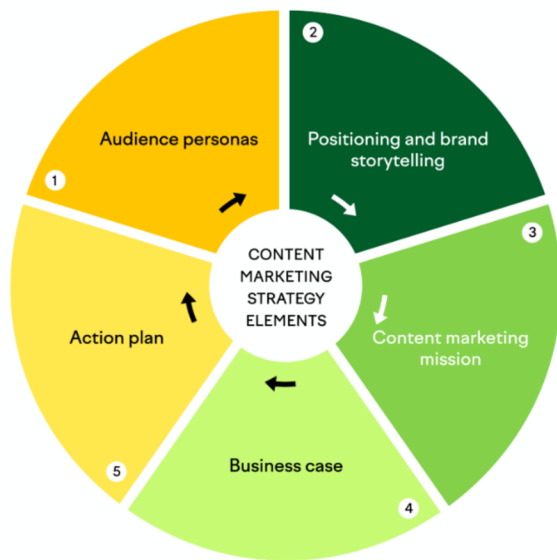 1
Audience personas
2
Positioning and brand
storytelling
3
Content marketing
mission
4
Business case
5
Action plan
CONTENT
MARKETING
STRATEGY
ELEMENTS